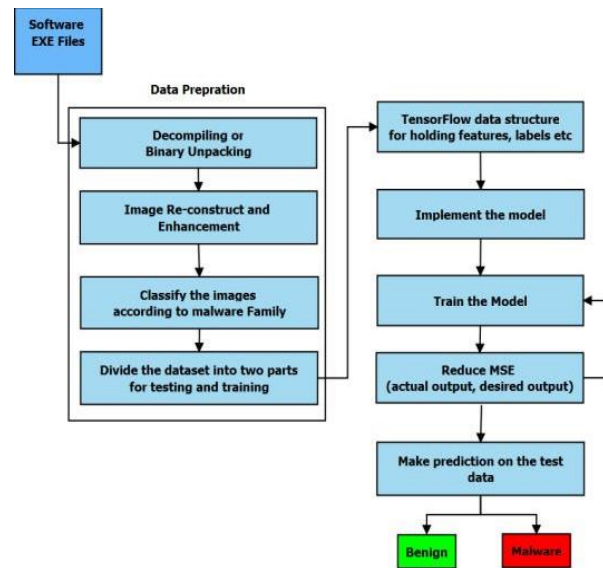 Software
EXE Files
Data Prepration
Decompiling or
Binary Unpacking
Image Re-construct and
Enhancement
Classify the images
according to malware Family
Divide the dataset into two parts
for testing and training
TensorFlow data structure
for holding features, labels etc
Implement the model
Train the Model
Reduce MSE
(actual output, desired output)
Make prediction on the test
data
Benign
Malware